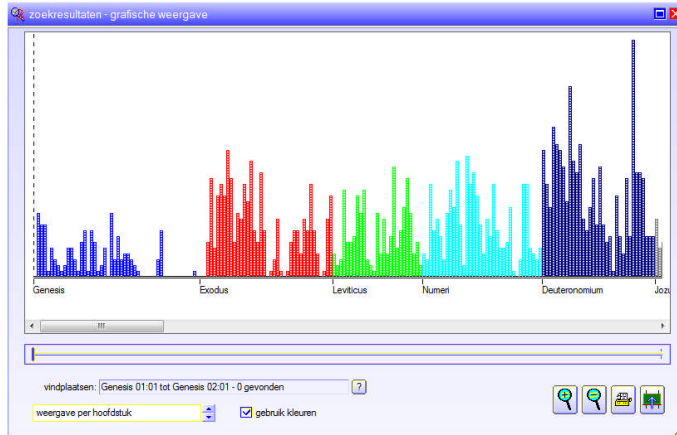 zoekresultaten - grafische weergave
Genesis Exodus Leviticus Numeri Deuteronomium Jozu
vindplaatsen: Genesis 01:01 tot Genesis 02:01 - 0 gevonden ?
weergave per hoofdstuk gebruik kleuren